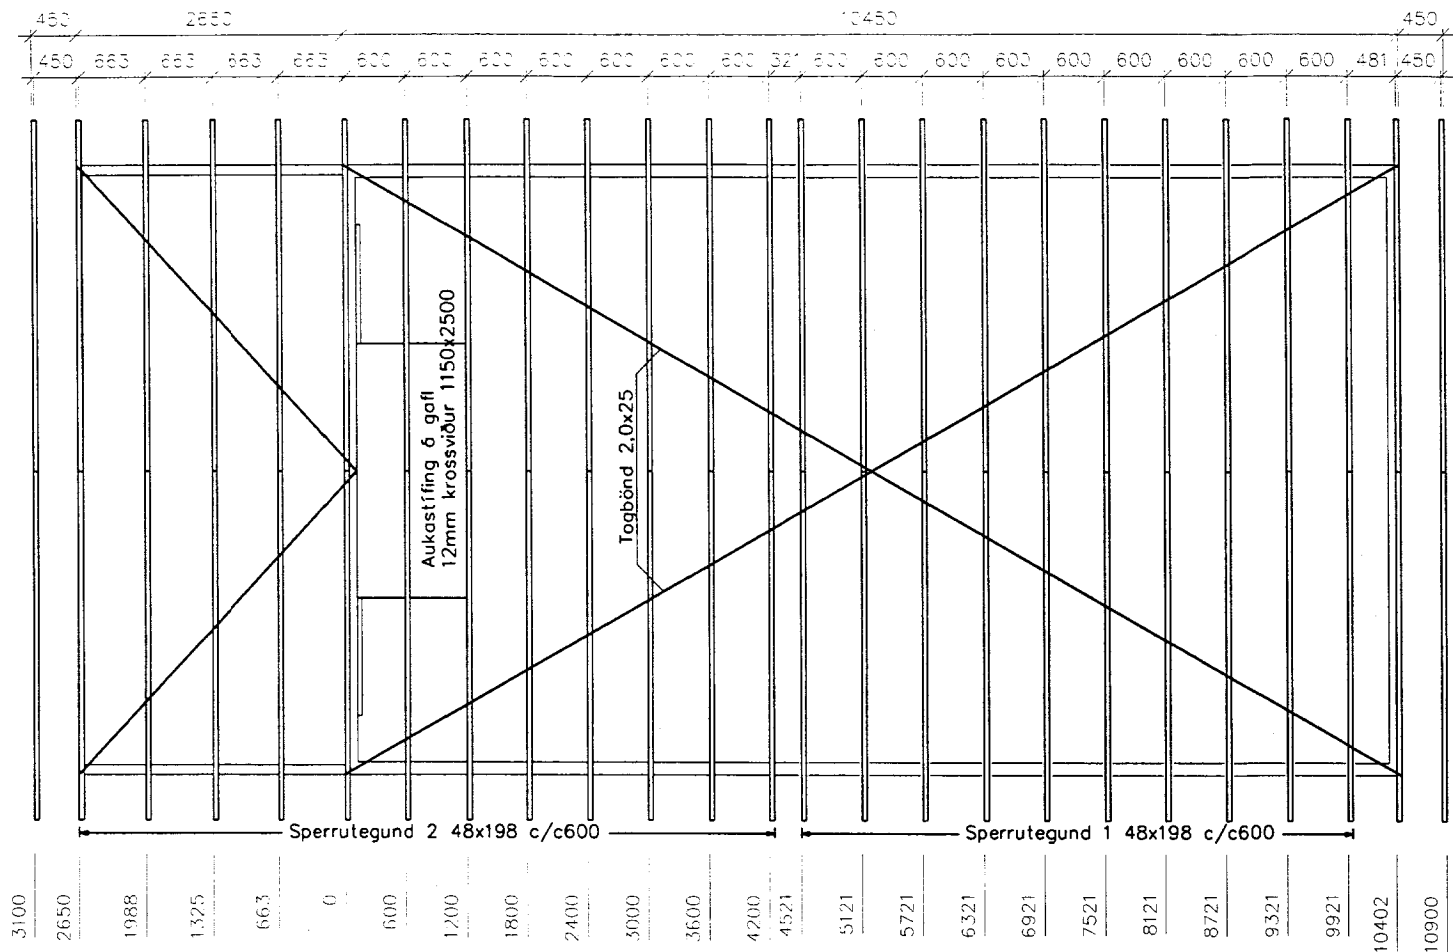 450 2650 10450 450
450 663 663 663 663 600 600 600 600 600 600 600 321 600 600 600 600 600 600 600 600 600 481 450
Aukastífing ó gafl
12mm krossviður 1150x2500
Togbönd 2,0x25
Sperrutegund 2 48x198 c/c600
Sperrutegund 1 48x198 c/c600
3100 2650 1988 1325 663 0 600 1200 1800 2400 3000 3600 4200 4521 5121 5721 6321 6921 7521 8121 8721 9321 9921 10402 10900